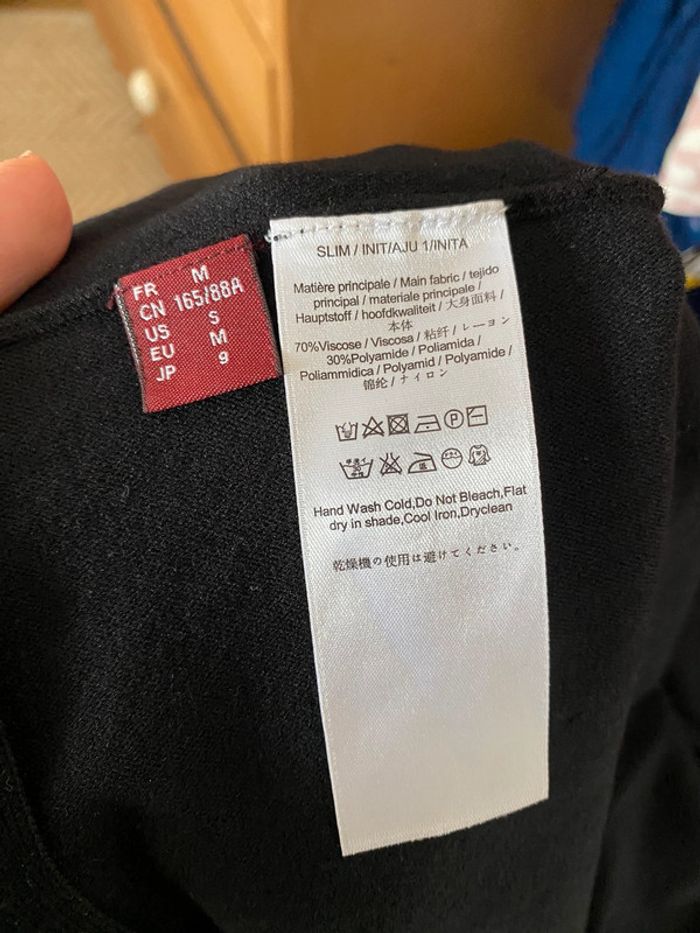 FR M
CN 165/88A
US S
EU M
JP 9
SLIM / INIT/AJU 1/INITA
Matière principale / Main fabric / tejido
principal / materiale principale /
Hauptstoff / hoofdkwaliteit / 大身面料 /
本体
70%Viscose / Viscosa / 粘纤 / レーヨン
30%Polyamide / Poliamida /
Poliammidica / Polyamid / Polyamide /
锦纶 / ナイロン
Hand Wash Cold,Do Not Bleach,Flat
dry in shade,Cool Iron,Dryclean
乾燥機の使用は避けてください。